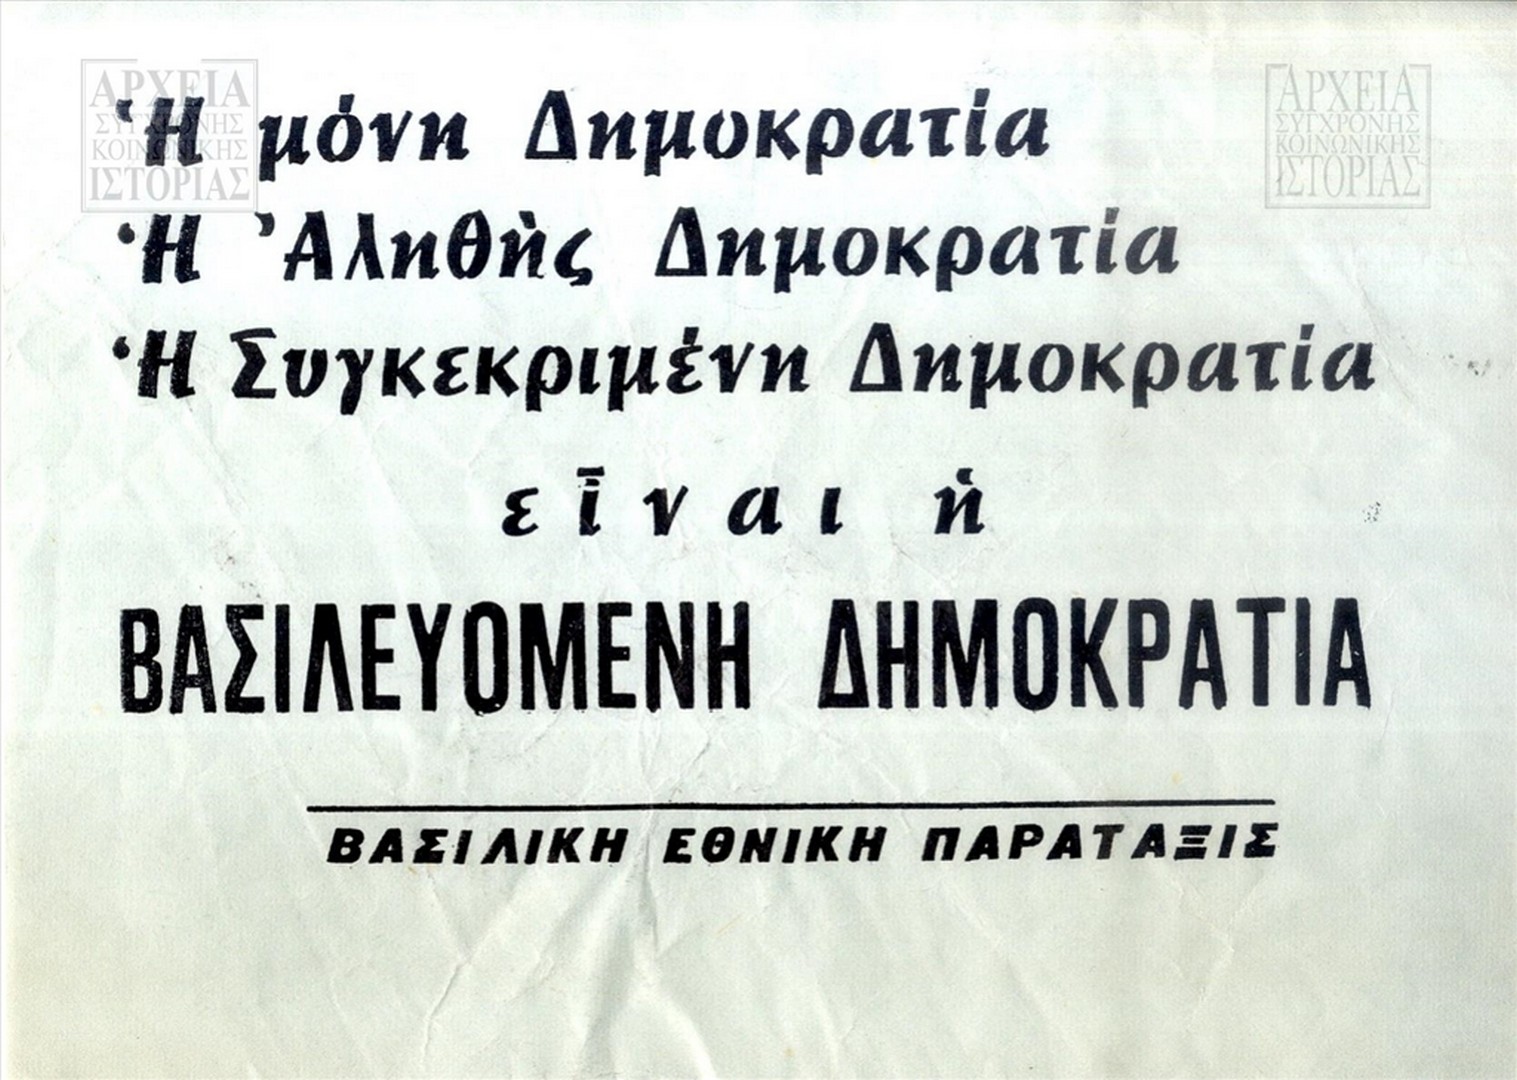 ΑΡΧΕΙΑ
ΣΥΓΧΡΟΝΗΣ
ΚΟΙΝΩΝΙΚΗΣ
ΙΣΤΟΡΙΑΣ
ΑΡΧΕΙΑ
ΣΥΓΧΡΟΝΗΣ
ΚΟΙΝΩΝΙΚΗΣ
ΙΣΤΟΡΙΑΣ
Ἡ μόνη Δημοκρατία
Ἡ Ἀληθὴς Δημοκρατία
Ἡ Συγκεκριμένη Δημοκρατία
εἶναι ἡ
ΒΑΣΙΛΕΥΟΜΕΝΗ ΔΗΜΟΚΡΑΤΙΑ
ΒΑΣΙΛΙΚΗ ΕΘΝΙΚΗ ΠΑΡΑΤΑΞΙΣ